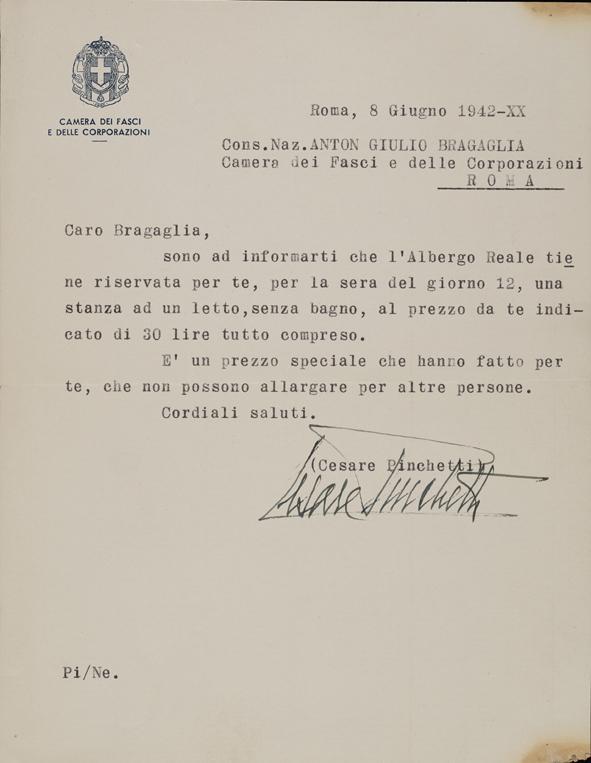 CAMERA DEI FASCI
E DELLE CORPORAZIONI
Roma, 8 Giugno 1942-XX
Cons.Naz.ANTON GIULIO BRAGAGLIA
Camera dei Fasci e delle Corporazioni
R O M A
Caro Bragaglia,
sono ad informarti che l'Albergo Reale tie
ne riservata per te, per la sera del giorno 12, una
stanza ad un letto,senza bagno, al prezzo da te indi-
cato di 30 lire tutto compreso.
E' un prezzo speciale che hanno fatto per
te, che non possono allargare per altre persone.
Cordiali saluti.
(Cesare Pinchetti)
Cesare Pinchetti
Pi/Ne.